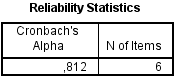 Reliability Statistics
Cronbach's
Alpha
N of Items
,812
6